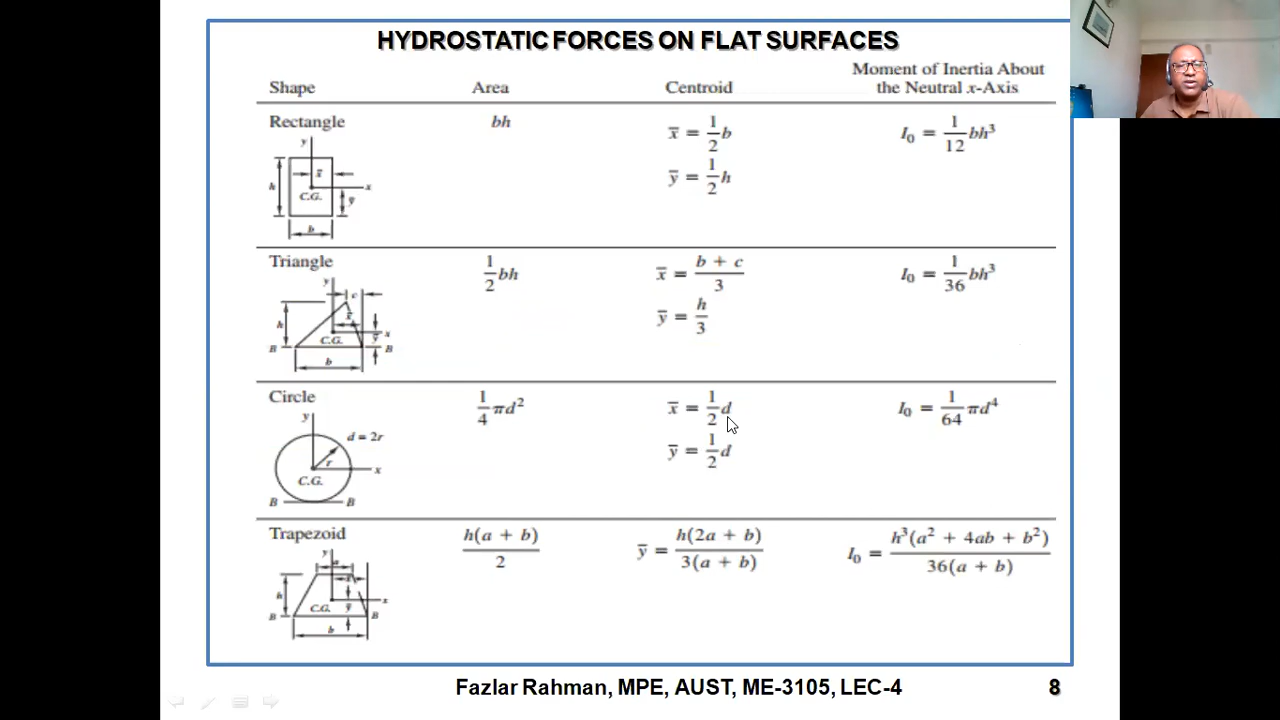 HYDROSTATIC FORCES ON FLAT SURFACES
Moment of Inertia About
Shape Area Centroid the Neutral x-Axis
Rectangle
bh
x̄ = 1/2 b
ȳ = 1/2 h
I₀ = 1/12 bh³
y
x̄
h
x
C.G.
ȳ
b
Triangle
1/2 bh
x̄ = (b + c)/3
ȳ = h/3
I₀ = 1/36 bh³
y
c
h
x̄
x
C.G.
ȳ
B B
b
Circle
1/4 πd²
x̄ = 1/2 d
ȳ = 1/2 d
I₀ = 1/64 πd⁴
y
d = 2r
r
x
C.G.
B B
Trapezoid
h(a + b)/2
ȳ = h(2a + b)/3(a + b)
I₀ = h³(a² + 4ab + b²)/36(a + b)
y
a
h
x
C.G.
ȳ
B B
b
Fazlar Rahman, MPE, AUST, ME-3105, LEC-4 8